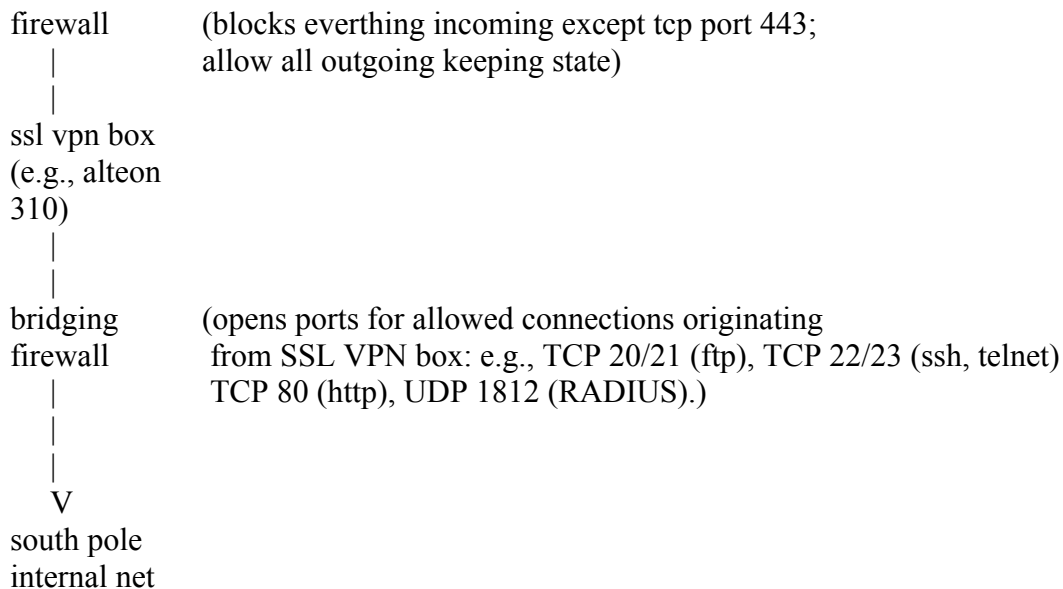 firewall (blocks everthing incoming except tcp port 443;
allow all outgoing keeping state)
ssl vpn box
(e.g., alteon
310)
bridging (opens ports for allowed connections originating
firewall from SSL VPN box: e.g., TCP 20/21 (ftp), TCP 22/23 (ssh, telnet)
TCP 80 (http), UDP 1812 (RADIUS).)
V
south pole
internal net